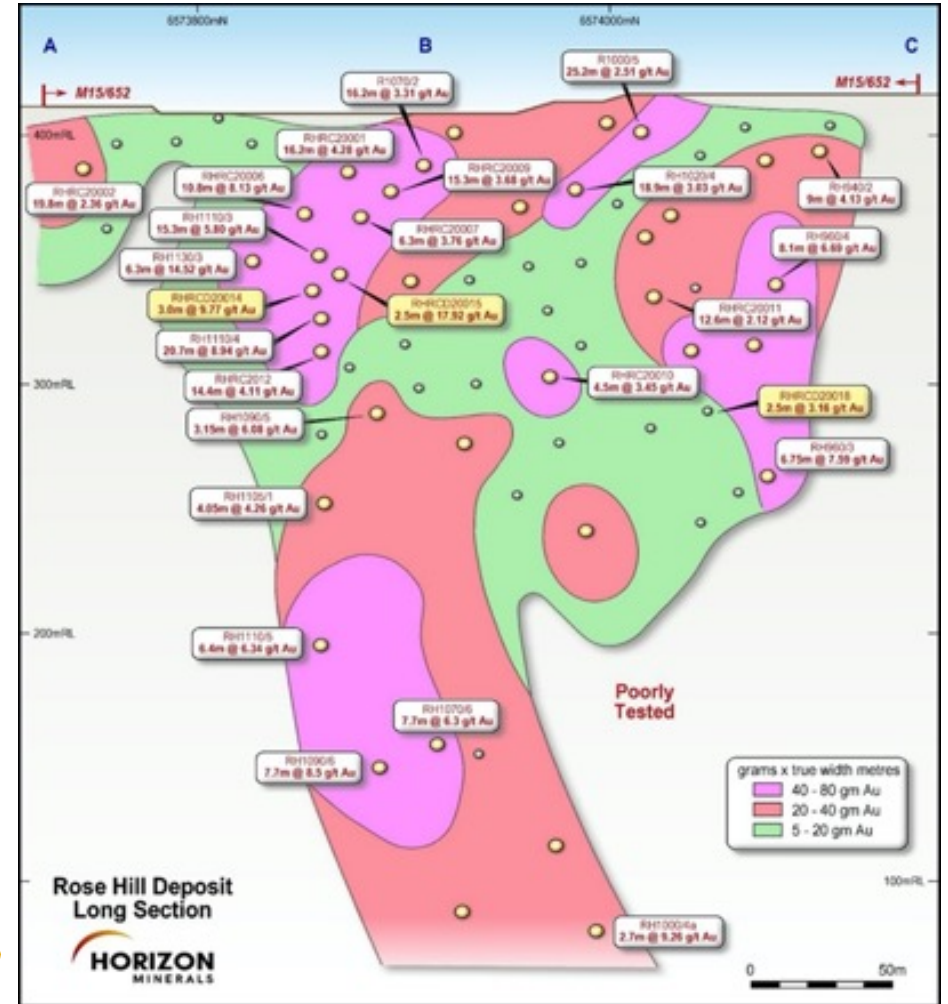 6573800mN
6574000mN
A
B
C
M15/652
M15/652
R1000/5
25.2m @ 2.51 g/t Au
R1070/2
16.2m @ 3.31 g/t Au
400mRL
RHRC20001
16.2m @ 4.28 g/t Au
RHRC20009
15.3m @ 3.68 g/t Au
RH1020/4
18.9m @ 3.03 g/t Au
RH940/2
9m @ 4.13 g/t Au
RHRC20002
19.8m @ 2.36 g/t Au
RHRC20006
10.8m @ 8.13 g/t Au
RH1110/3
15.3m @ 5.80 g/t Au
RHRC20007
6.3m @ 3.76 g/t Au
RH960/4
8.1m @ 6.69 g/t Au
RH1130/3
6.3m @ 14.52 g/t Au
RHRCD20014
3.0m @ 9.77 g/t Au
RHRCD20015
2.5m @ 17.92 g/t Au
RHRC20011
12.6m @ 2.12 g/t Au
20.7m @ 8.94 g/t Au
300mRL
RHRC2012
14.4m @ 4.11 g/t Au
RHRC20010
4.5m @ 3.45 g/t Au
RHRCD20018
2.5m @ 3.16 g/t Au
RH1090/5
3.15m @ 6.08 g/t Au
RH960/3
6.75m @ 7.59 g/t Au
RH1105/1
4.05m @ 4.26 g/t Au
200mRL
RH1110/5
6.4m @ 6.34 g/t Au
Poorly
Tested
RH1070/6
7.7m @ 6.3 g/t Au
RH1090/6
7.7m @ 8.5 g/t Au
grams x true width metres
40 - 80 gm Au
20 - 40 gm Au
5 - 20 gm Au
100mRL
Rose Hill Deposit
Long Section
HORIZON
MINERALS
RH1000/4a
2.7m @ 9.26 g/t Au
0
50m